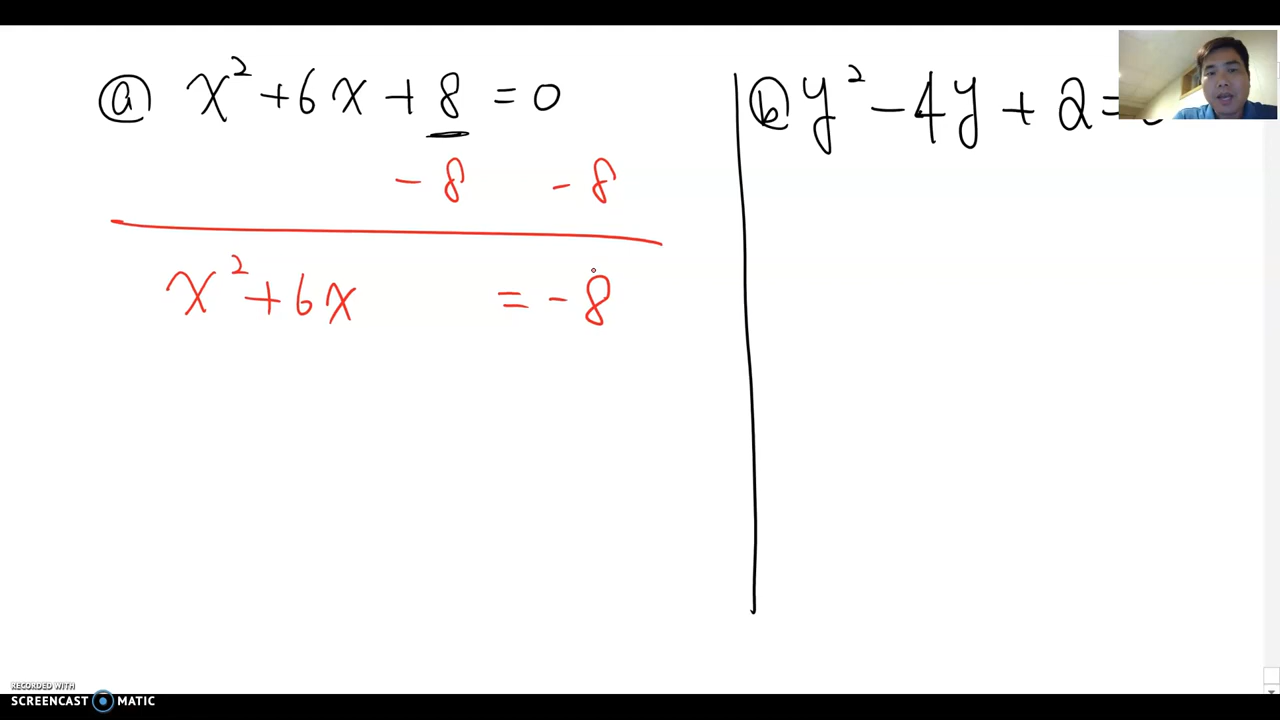 ⓐ x² + 6x + 8 = 0
- 8 - 8
x² + 6x = - 8
ⓑ y² - 4y + 2 =
RECORDED WITH
SCREENCAST MATIC